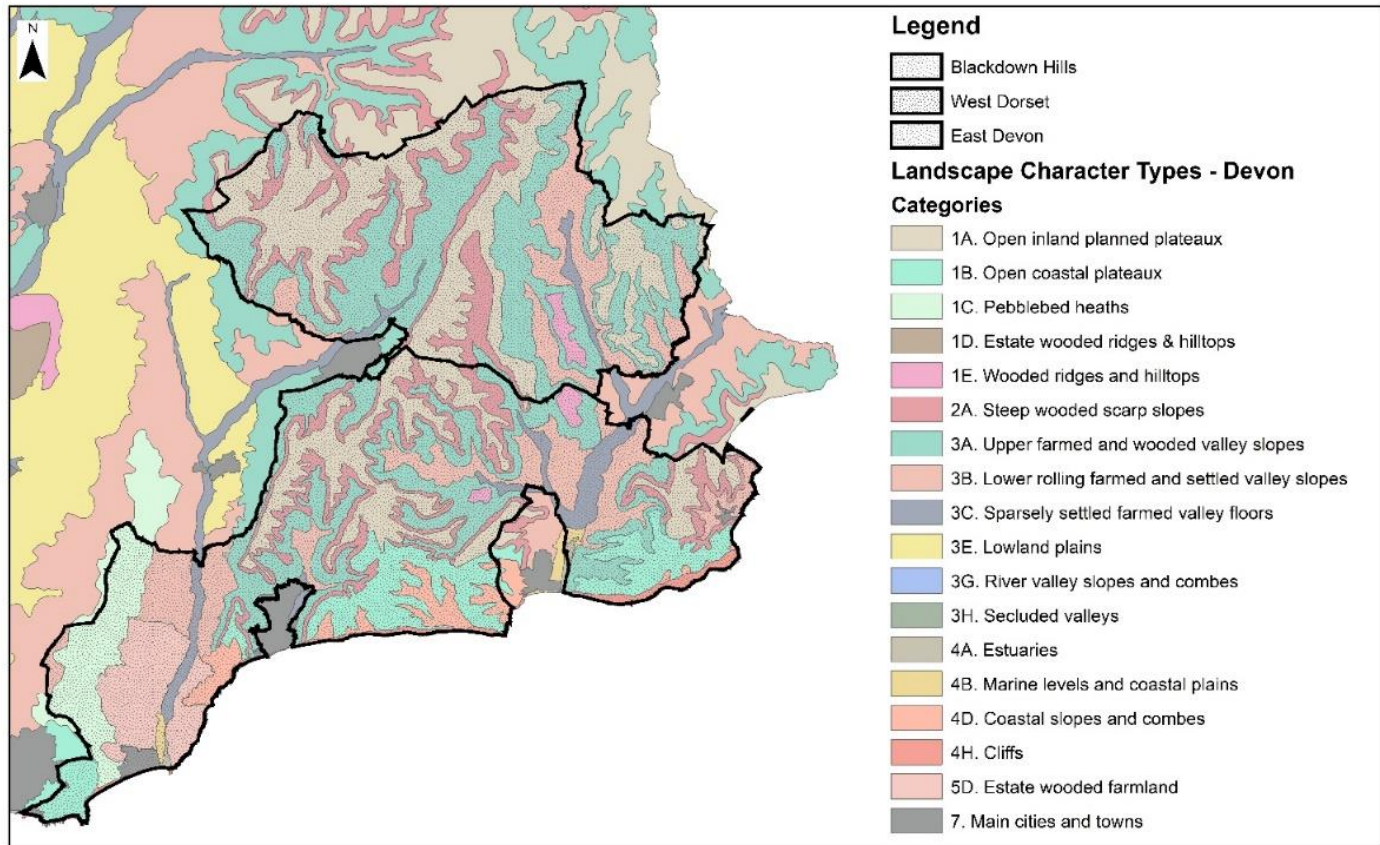 N
Legend
Blackdown Hills
West Dorset
East Devon
Landscape Character Types - Devon
Categories
1A. Open inland planned plateaux
1B. Open coastal plateaux
1C. Pebblebed heaths
1D. Estate wooded ridges & hilltops
1E. Wooded ridges and hilltops
2A. Steep wooded scarp slopes
3A. Upper farmed and wooded valley slopes
3B. Lower rolling farmed and settled valley slopes
3C. Sparsely settled farmed valley floors
3E. Lowland plains
3G. River valley slopes and combes
3H. Secluded valleys
4A. Estuaries
4B. Marine levels and coastal plains
4D. Coastal slopes and combes
4H. Cliffs
5D. Estate wooded farmland
7. Main cities and towns